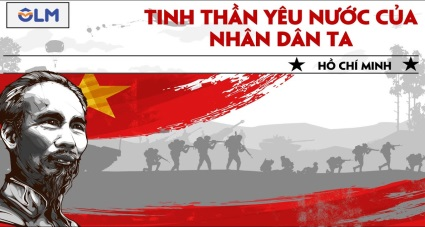 OLM
TINH THẦN YÊU NƯỚC CỦA
NHÂN DÂN TA
HỒ CHÍ MINH